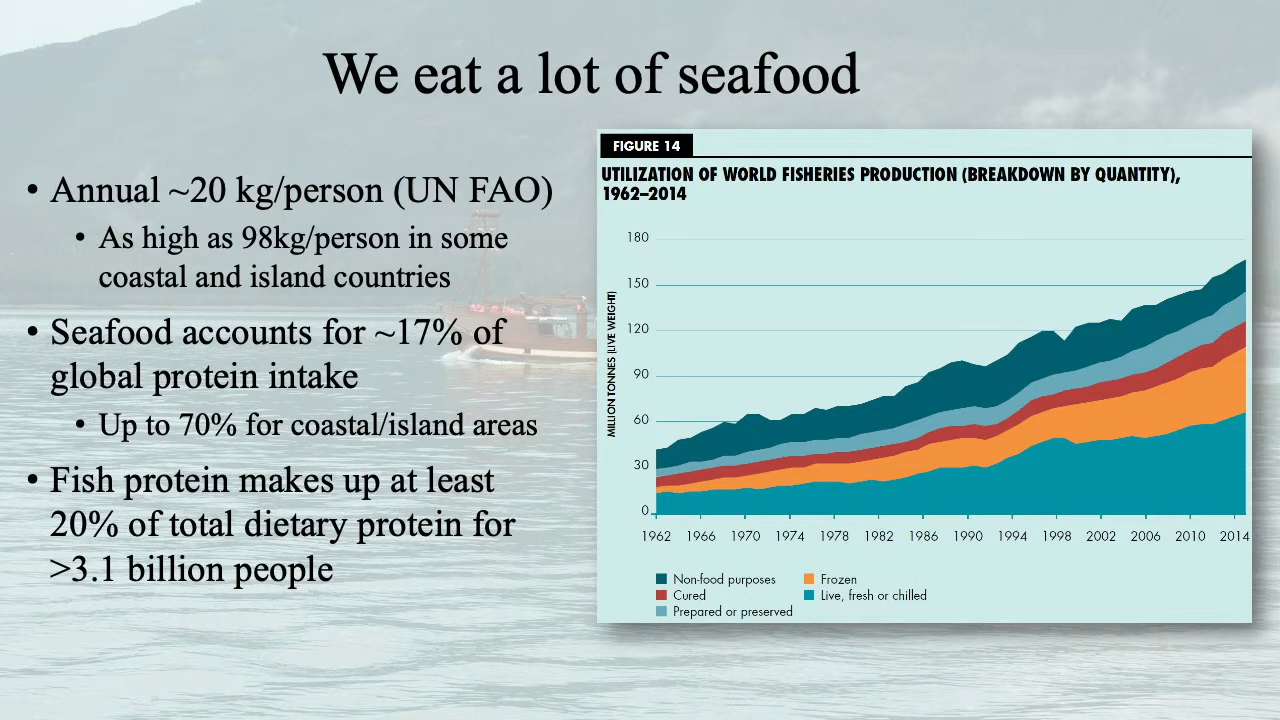 We eat a lot of seafood
• Annual ~20 kg/person (UN FAO)
• As high as 98kg/person in some
coastal and island countries
• Seafood accounts for ~17% of
global protein intake
• Up to 70% for coastal/island areas
• Fish protein makes up at least
20% of total dietary protein for
>3.1 billion people
FIGURE 14
UTILIZATION OF WORLD FISHERIES PRODUCTION (BREAKDOWN BY QUANTITY),
1962–2014
MILLION TONNES (LIVE WEIGHT)
180
150
120
90
60
30
0
1962 1966 1970 1974 1978 1982 1986 1990 1994 1998 2002 2006 2010 2014
Non-food purposes
Cured
Prepared or preserved
Frozen
Live, fresh or chilled